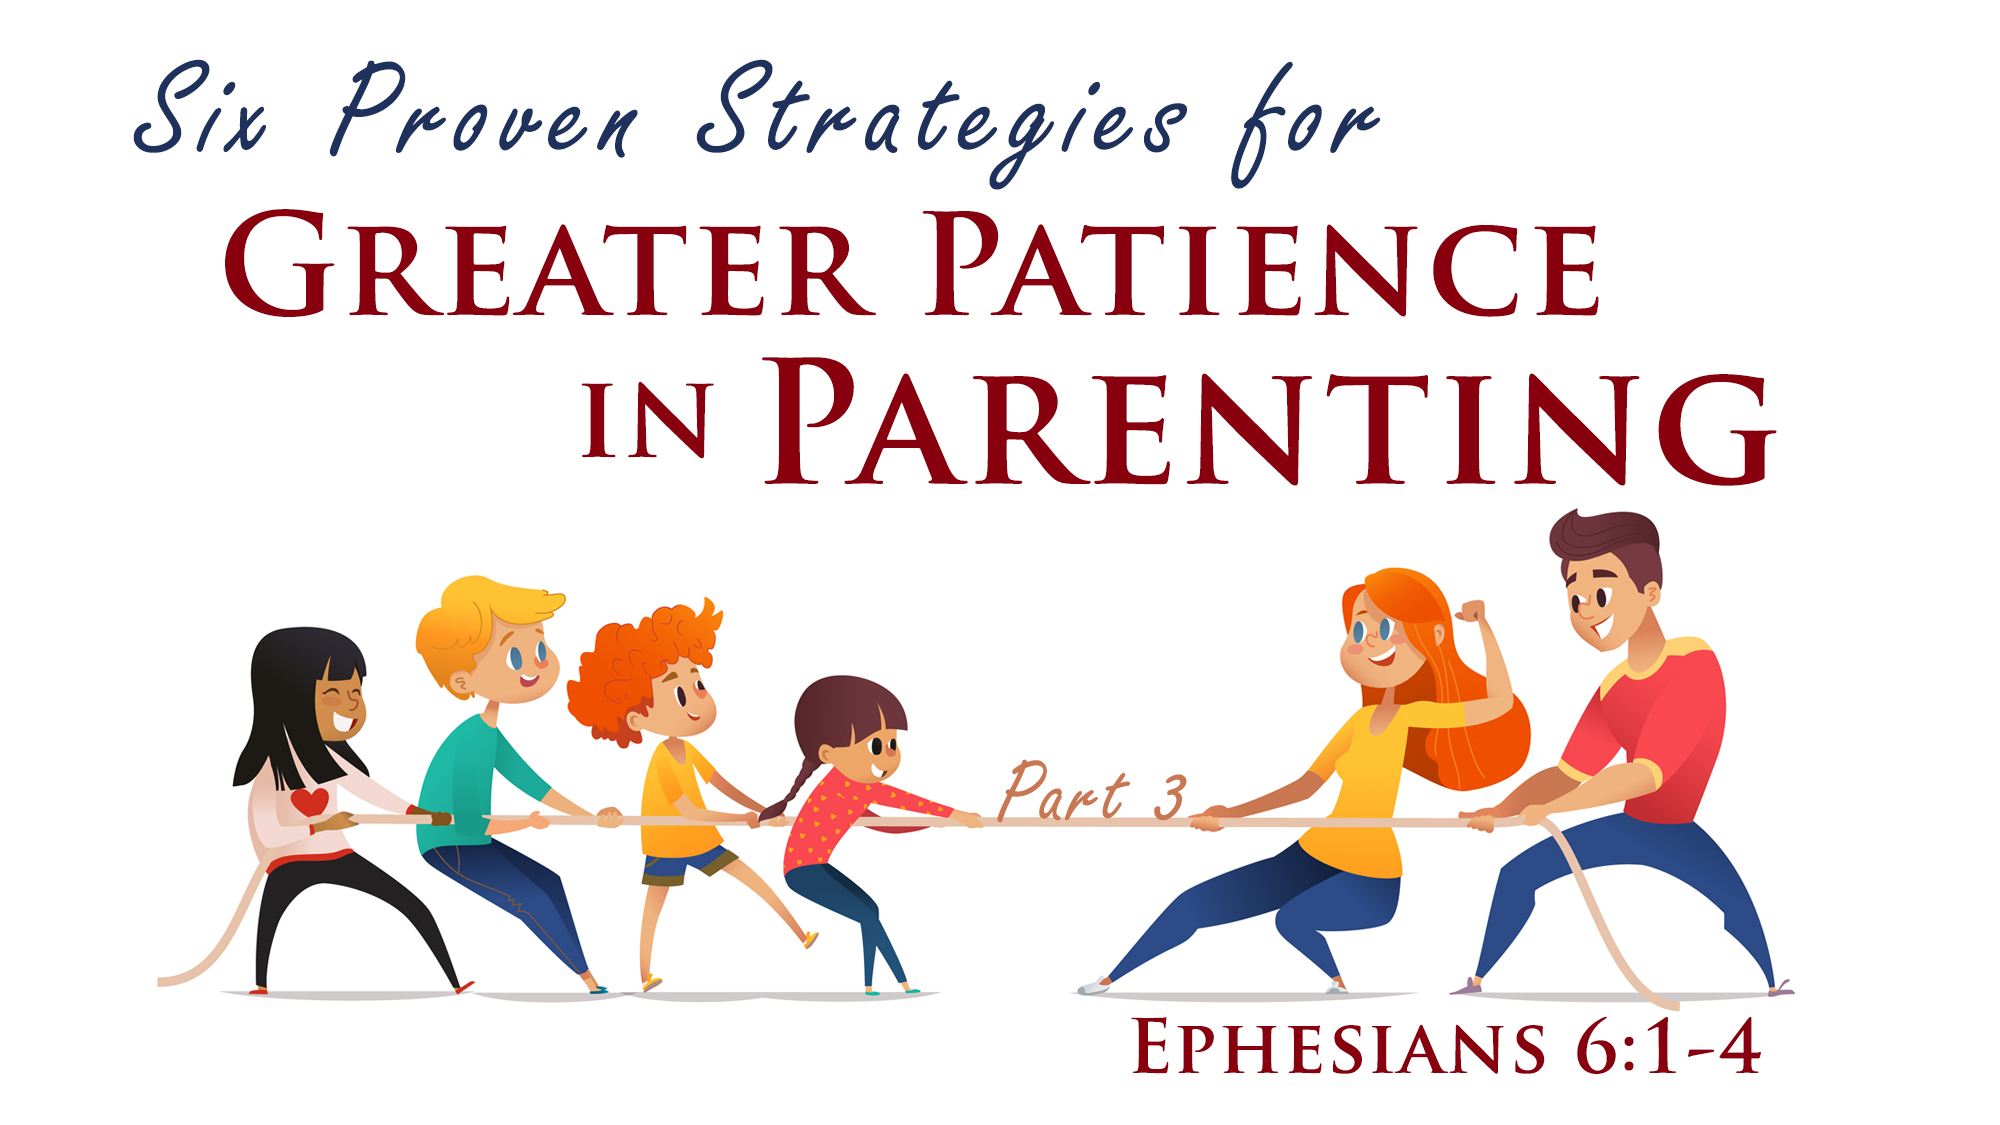 Six Proven Strategies for
Greater Patience
in Parenting
Part 3
Ephesians 6:1-4